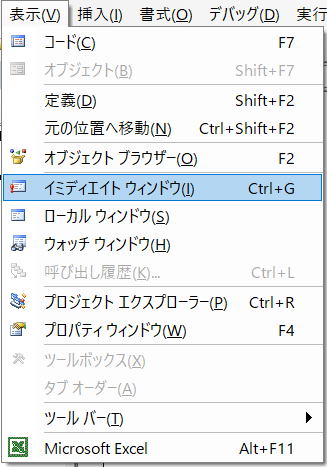 表示(V) 挿入(I) 書式(O) デバッグ(D) 実行
コード(C) F7
オブジェクト(B) Shift+F7
定義(D) Shift+F2
元の位置へ移動(N) Ctrl+Shift+F2
オブジェクト ブラウザー(O) F2
イミディエイト ウィンドウ(I) Ctrl+G
ローカル ウィンドウ(S)
ウォッチ ウィンドウ(H)
呼び出し履歴(K)... Ctrl+L
プロジェクト エクスプローラー(P) Ctrl+R
プロパティ ウィンドウ(W) F4
ツールボックス(X)
タブ オーダー(A)
ツール バー(T)
Microsoft Excel Alt+F11